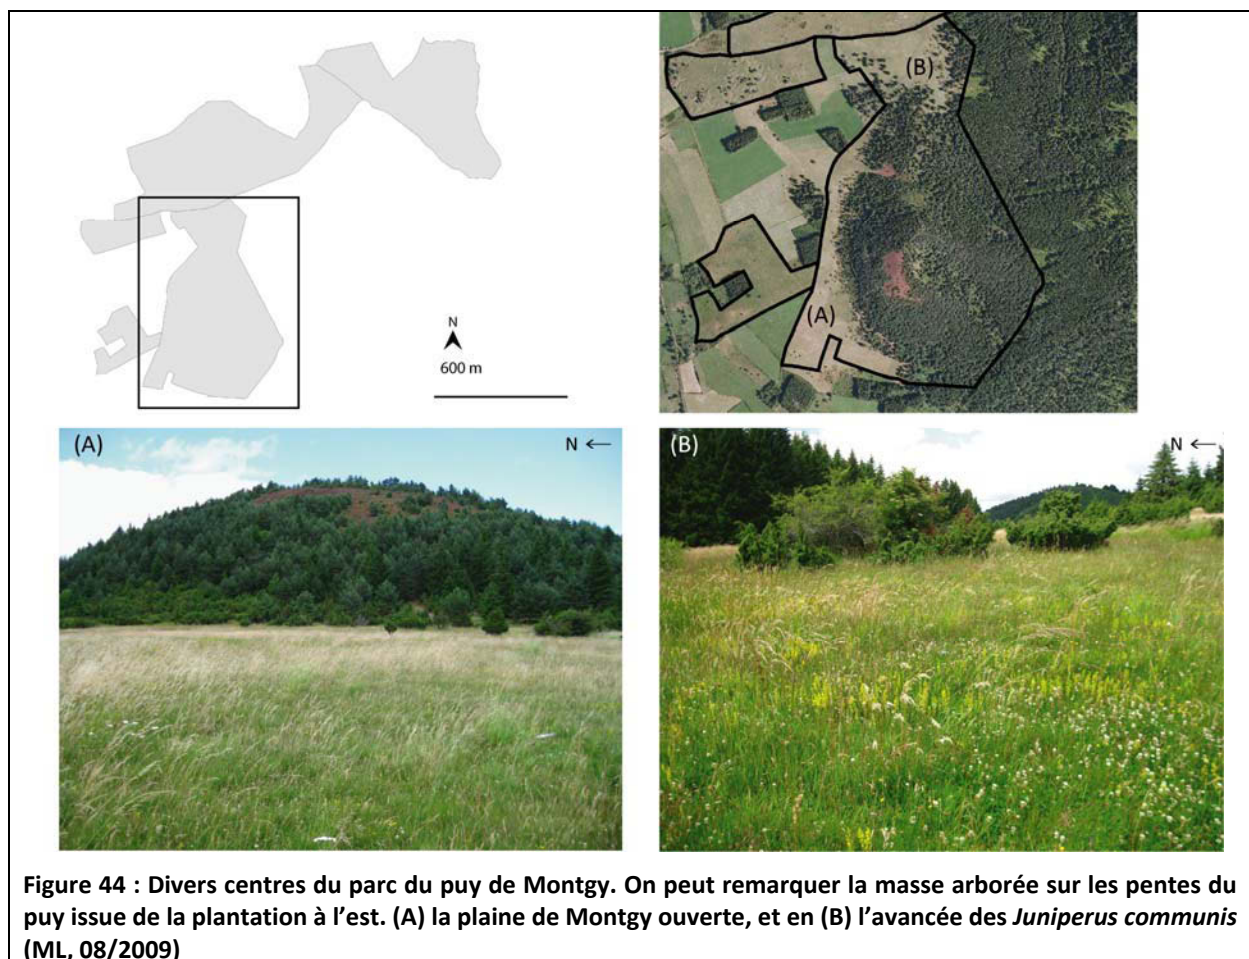 N
600 m
(B)
(A)
(A)
N ←
(B)
N ←
Figure 44 : Divers centres du parc du puy de Montgy. On peut remarquer la masse arborée sur les pentes du
puy issue de la plantation à l’est. (A) la plaine de Montgy ouverte, et en (B) l’avancée des Juniperus communis
(ML, 08/2009)